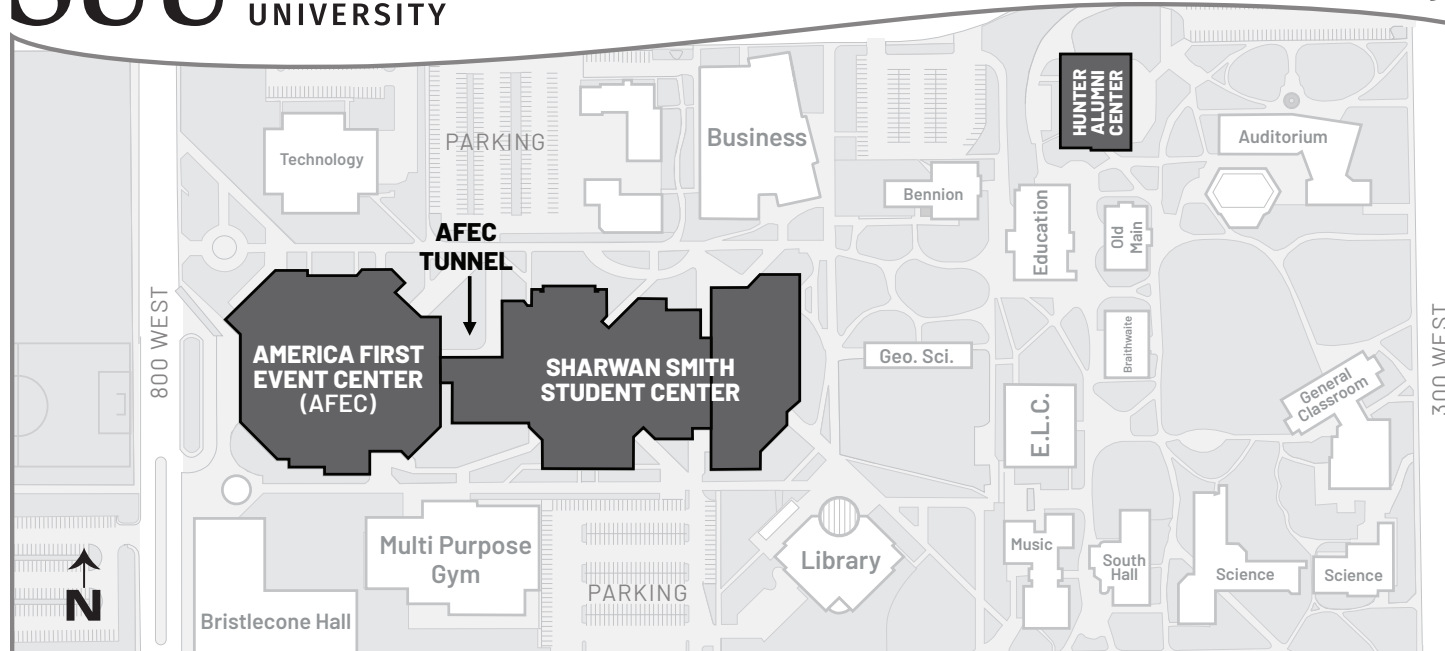 UNIVERSITY
HUNTER
ALUMNI
CENTER
Technology
PARKING
Business
Auditorium
Bennion
Education
Old
Main
AFEC
TUNNEL
800 WEST
300 WEST
AMERICA FIRST
EVENT CENTER
(AFEC)
SHARWAN SMITH
STUDENT CENTER
Geo. Sci.
Braithwaite
General
Classroom
E.L.C.
Multi Purpose
Gym
Library
Music
South
Hall
Science
Science
PARKING
N
Bristlecone Hall